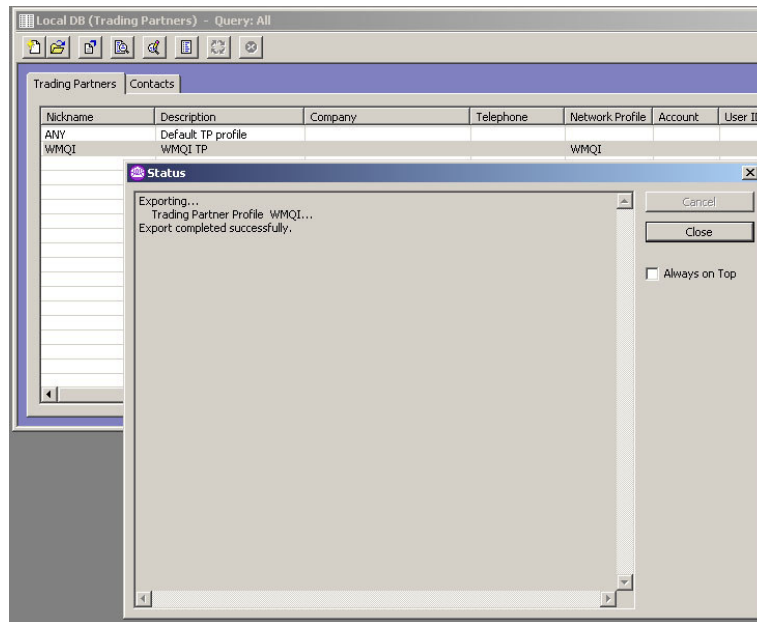 Local DB (Trading Partners) - Query: All
Trading Partners Contacts
Nickname Description Company Telephone Network Profile Account User I
ANY Default TP profile
WMQI WMQI TP WMQI
Status
Exporting...
Trading Partner Profile WMQI...
Export completed successfully.
Cancel
Close
Always on Top